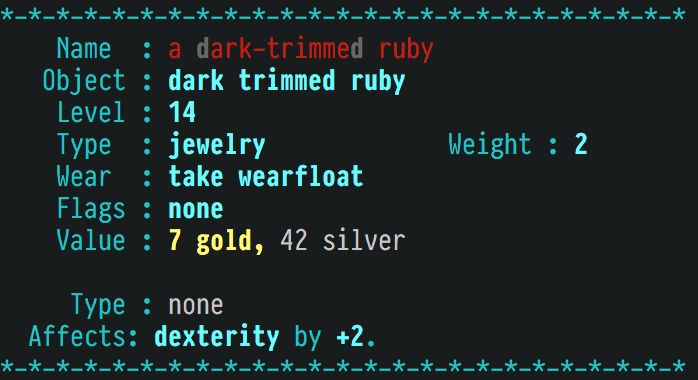 *-*-*-*-*-*-*-*-*-*-*-*-*-*-*-*-*-*-*-*-*-*-*-*-*
Name : a dark-trimmed ruby
Object : dark trimmed ruby
Level : 14
Type : jewelry Weight : 2
Wear : take wearfloat
Flags : none
Value : 7 gold, 42 silver
Type : none
Affects: dexterity by +2.
*-*-*-*-*-*-*-*-*-*-*-*-*-*-*-*-*-*-*-*-*-*-*-*-*